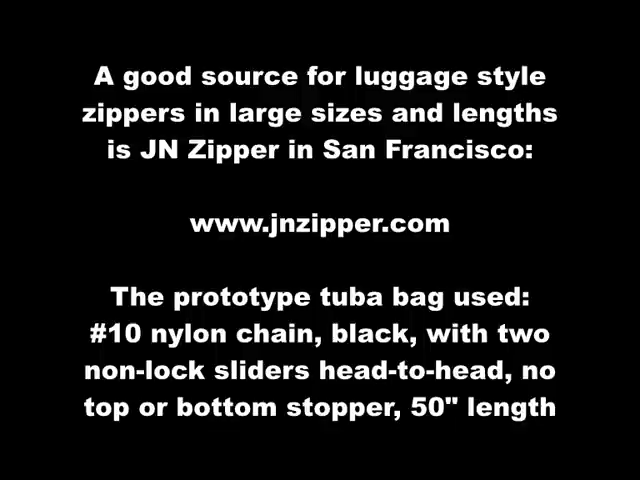 A good source for luggage style
zippers in large sizes and lengths
is JN Zipper in San Francisco:
www.jnzipper.com
The prototype tuba bag used:
#10 nylon chain, black, with two
non-lock sliders head-to-head, no
top or bottom stopper, 50" length